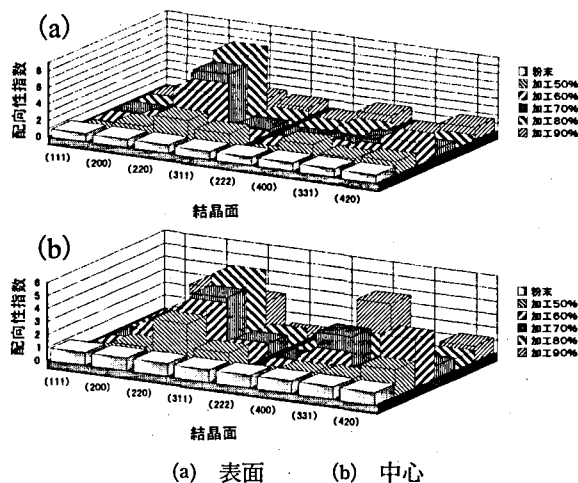 (a)
配向性指数
8
6
4
2
0
(111)
(200)
(220)
(311)
(222)
(400)
(331)
(420)
結晶面
粉末
加工50%
加工60%
加工70%
加工80%
加工90%
(b)
配向性指数
6
5
4
3
2
1
0
(111)
(200)
(220)
(311)
(222)
(400)
(331)
(420)
結晶面
粉末
加工50%
加工60%
加工70%
加工80%
加工90%
(a) 表面 (b) 中心